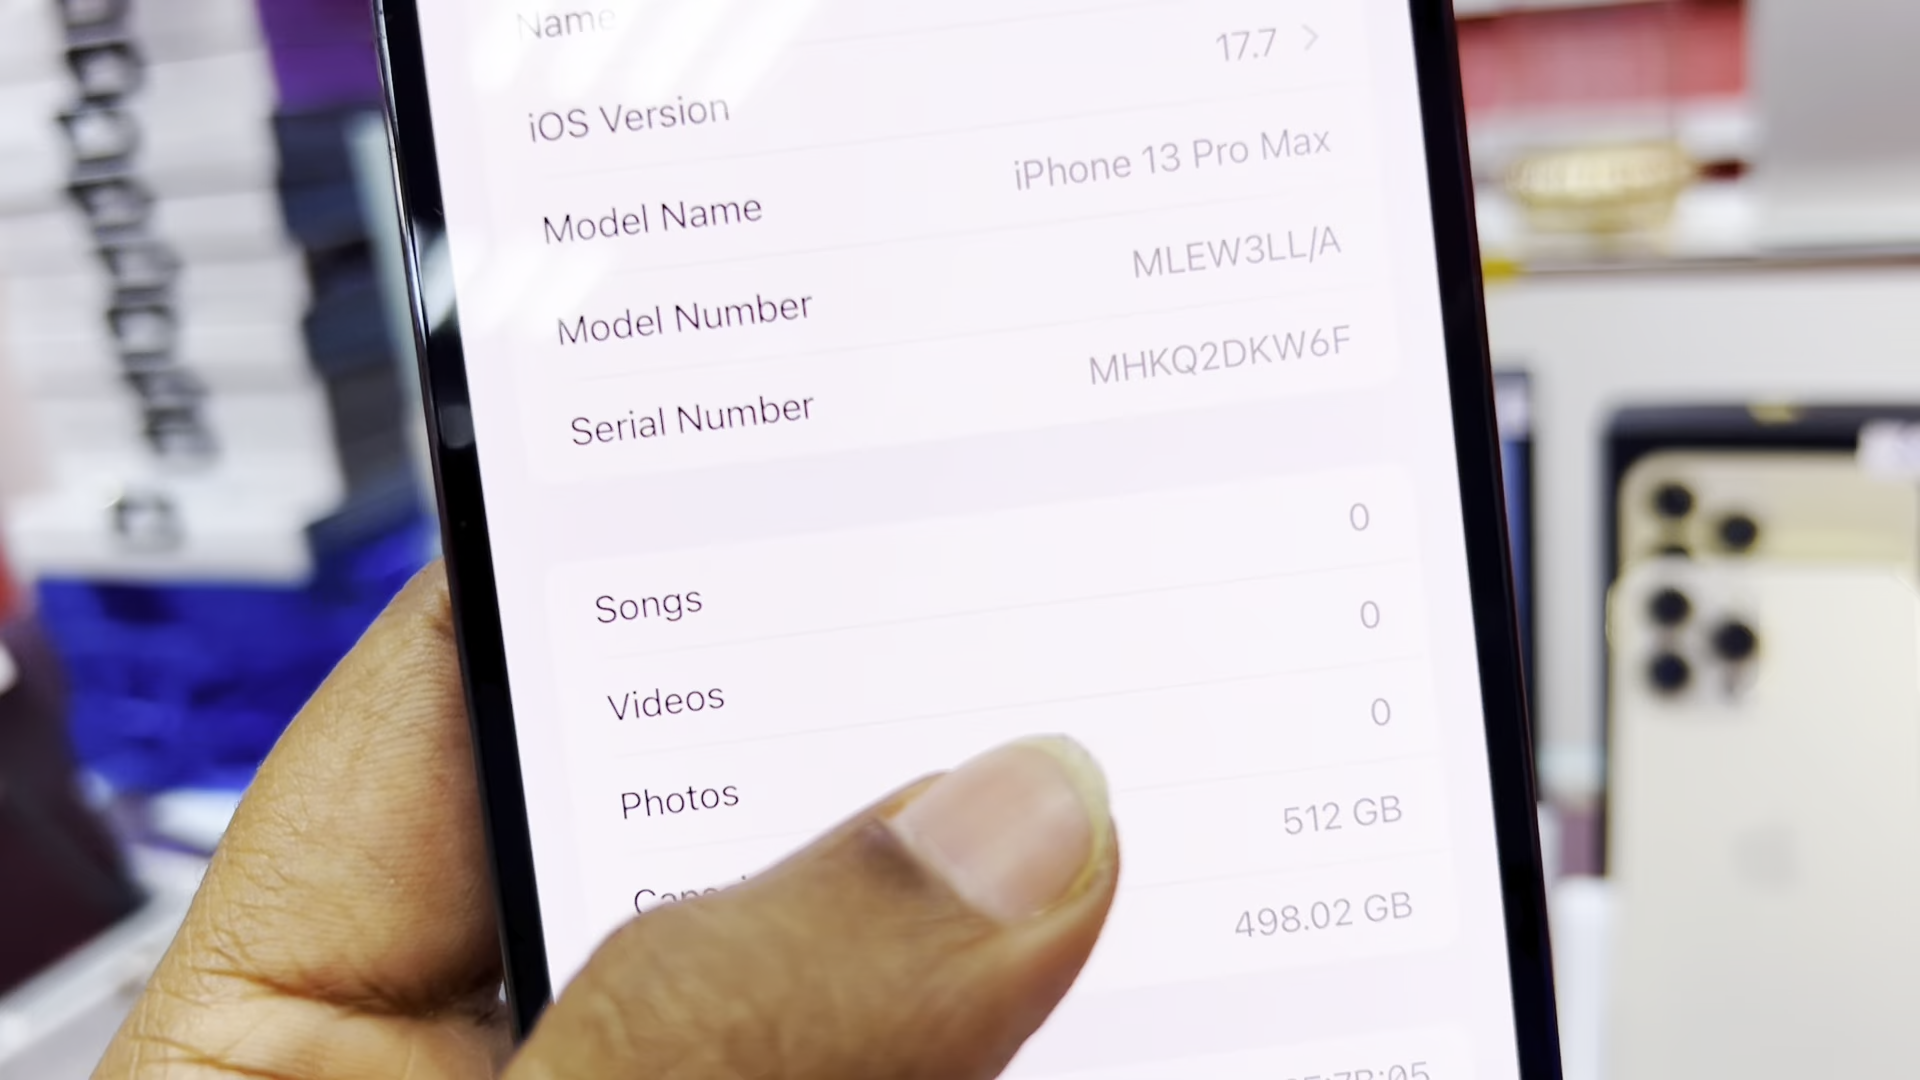 Name
iOS Version 17.7
Model Name iPhone 13 Pro Max
Model Number MLEW3LL/A
Serial Number MHKQ2DKW6F
Songs 0
Videos 0
Photos 0
512 GB
498.02 GB